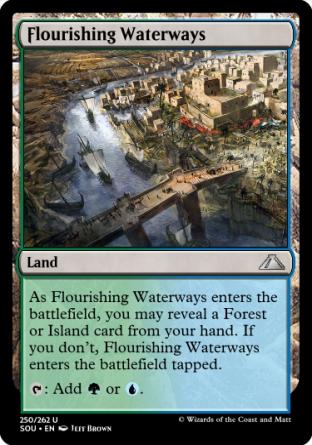 Flourishing Waterways
Land
As Flourishing Waterways enters the
battlefield, you may reveal a Forest
or Island card from your hand. If
you don't, Flourishing Waterways
enters the battlefield tapped.
: Add or .
250/262 U
SOU • EN Jeff Brown
© Wizards of the Coast and Matt